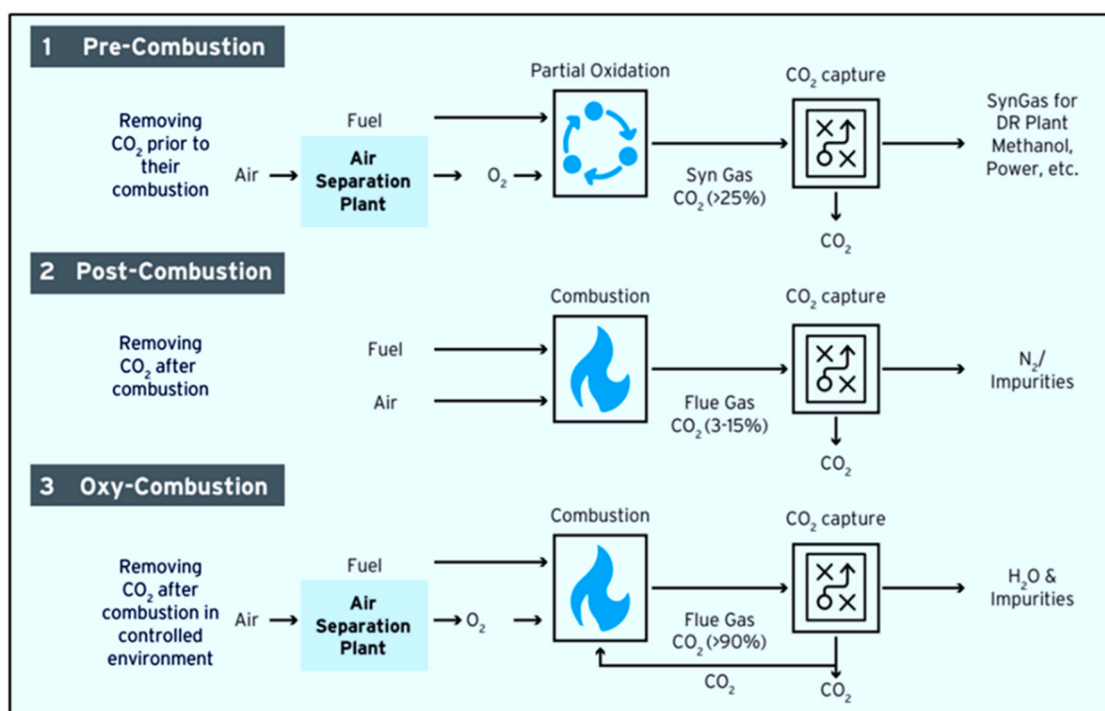 1 Pre-Combustion
Removing
CO₂ prior to
their
combustion
Air
Fuel
Air
Separation
Plant
O₂
Partial Oxidation
Syn Gas
CO₂ (>25%)
CO₂ capture
CO₂
SynGas for
DR Plant
Methanol,
Power, etc.
2 Post-Combustion
Removing
CO₂ after
combustion
Fuel
Air
Combustion
Flue Gas
CO₂ (3-15%)
CO₂ capture
CO₂
N₂/
Impurities
3 Oxy-Combustion
Removing
CO₂ after
combustion in
controlled
environment
Air
Fuel
Air
Separation
Plant
O₂
Combustion
Flue Gas
CO₂ (>90%)
CO₂
CO₂ capture
CO₂
H₂O &
Impurities